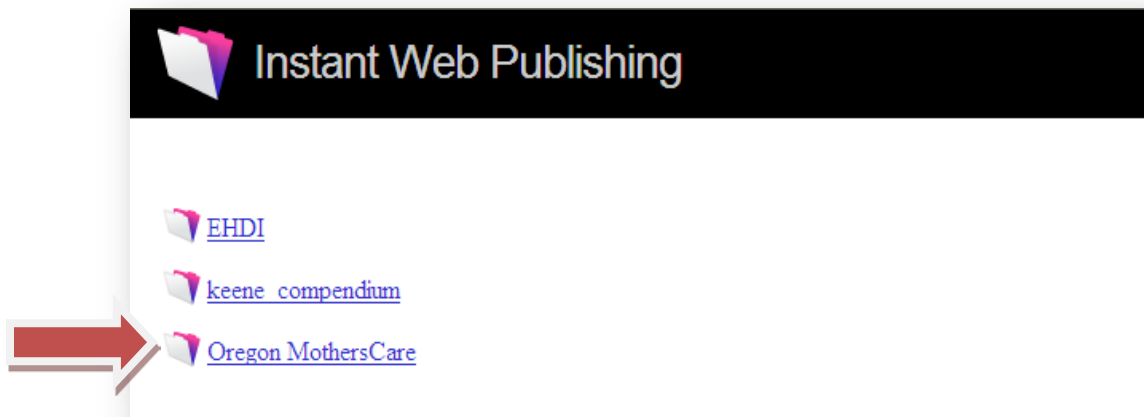 Instant Web Publishing
EHDI
keene_compendium
Oregon MothersCare